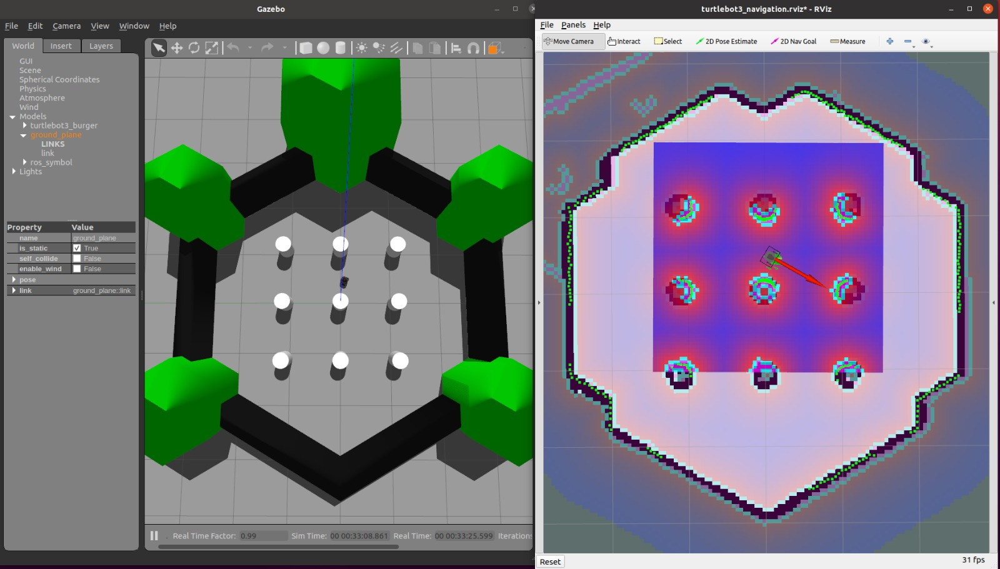 Gazebo
File Edit Camera View Window Help
World Insert Layers
GUI
Scene
Spherical Coordinates
Physics
Atmosphere
Wind
Models
turtlebot3_burger
ground_plane
LINKS
link
ros_symbol
Lights
Property Value
name ground_plane
is_static True
self_collide False
enable_wind False
pose
link ground_plane::link
Real Time Factor: 0.99 Sim Time: 00 00:33:08.861 Real Time: 00 00:33:25.599 Iterations
turtlebot3_navigation.rviz* - RViz
File Panels Help
Move Camera Interact Select 2D Pose Estimate 2D Nav Goal Measure
Reset 31 fps